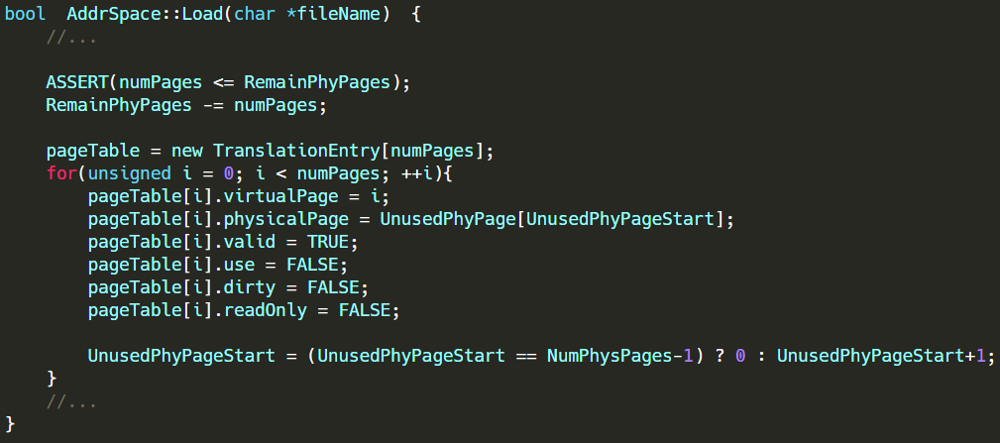 bool  AddrSpace::Load(char *fileName)  {
    //...

    ASSERT(numPages <= RemainPhyPages);
    RemainPhyPages -= numPages;

    pageTable = new TranslationEntry[numPages];
    for(unsigned i = 0; i < numPages; ++i){
        pageTable[i].virtualPage = i;
        pageTable[i].physicalPage = UnusedPhyPage[UnusedPhyPageStart];
        pageTable[i].valid = TRUE;
        pageTable[i].use = FALSE;
        pageTable[i].dirty = FALSE;
        pageTable[i].readOnly = FALSE;

        UnusedPhyPageStart = (UnusedPhyPageStart == NumPhysPages-1) ? 0 : UnusedPhyPageStart+1;
    }
    //...
}